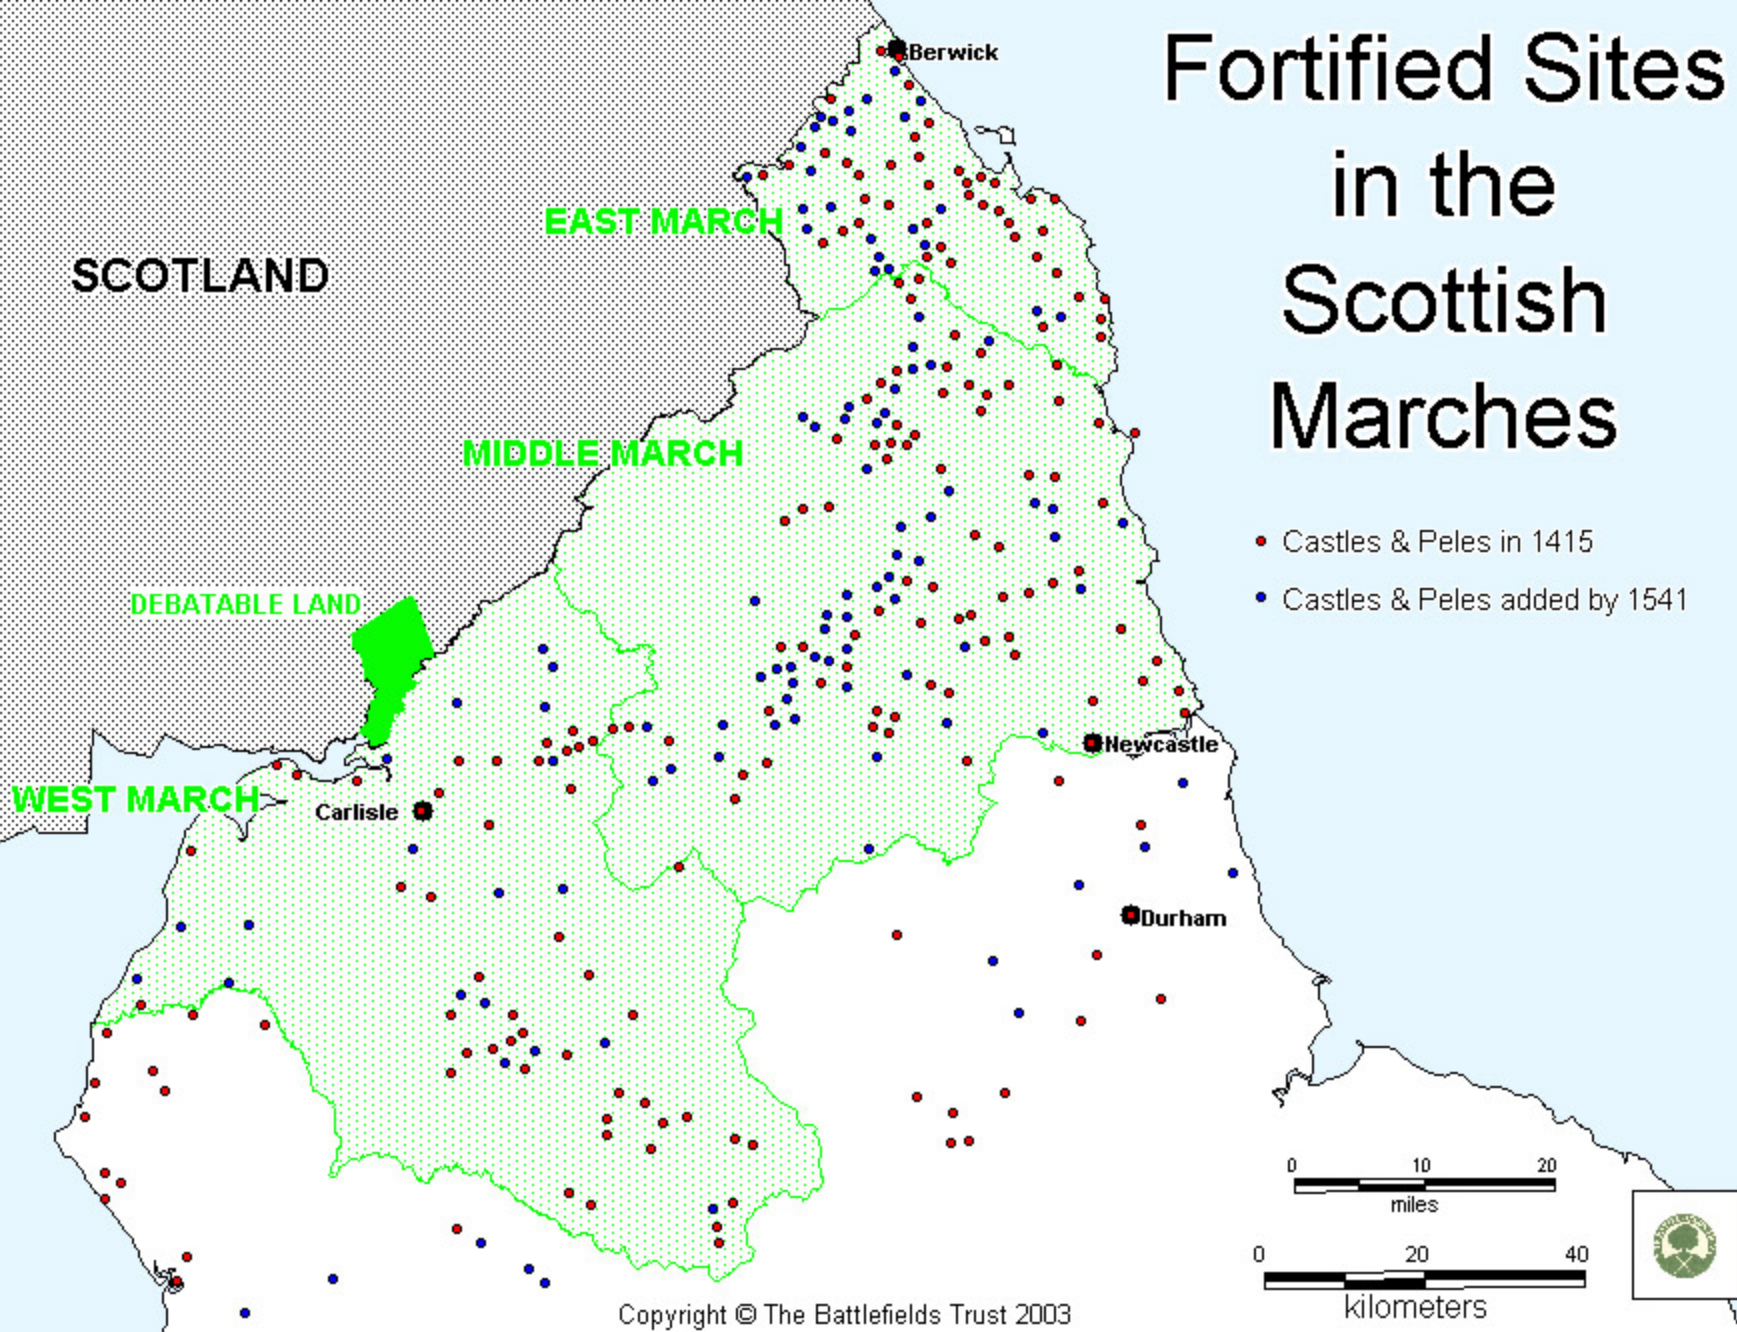 Fortified Sites
in the
Scottish
Marches
Berwick
EAST MARCH
SCOTLAND
MIDDLE MARCH
Castles & Peles in 1415
Castles & Peles added by 1541
DEBATABLE LAND
Newcastle
WEST MARCH
Carlisle
Durham
0 10 20
miles
0 20 40
kilometers
Copyright © The Battlefields Trust 2003